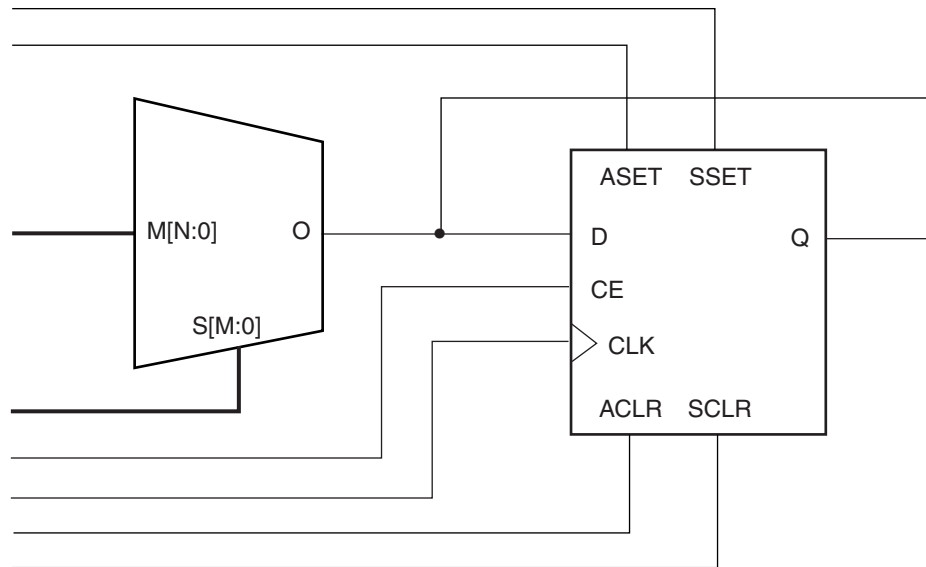 ASET SSET
M[N:0] O
D Q
CE
S[M:0]
CLK
ACLR SCLR